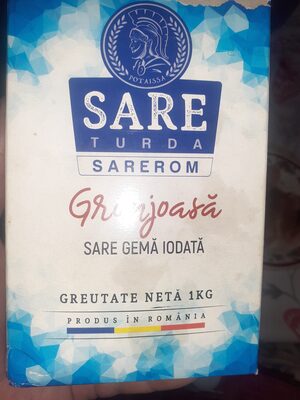 POTAISSA
SARE
TURDA
SAREROM
Grunjoasă
SARE GEMĂ IODATĂ
GREUTATE NETĂ 1KG
PRODUS ÎN ROMÂNIA